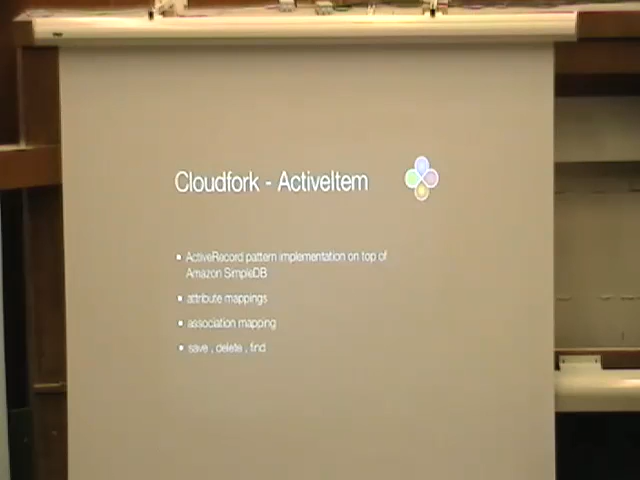 Cloudfork - ActiveItem
ActiveRecord pattern implementation on top of
Amazon SimpleDB
attribute mappings
association mapping
save , delete , find